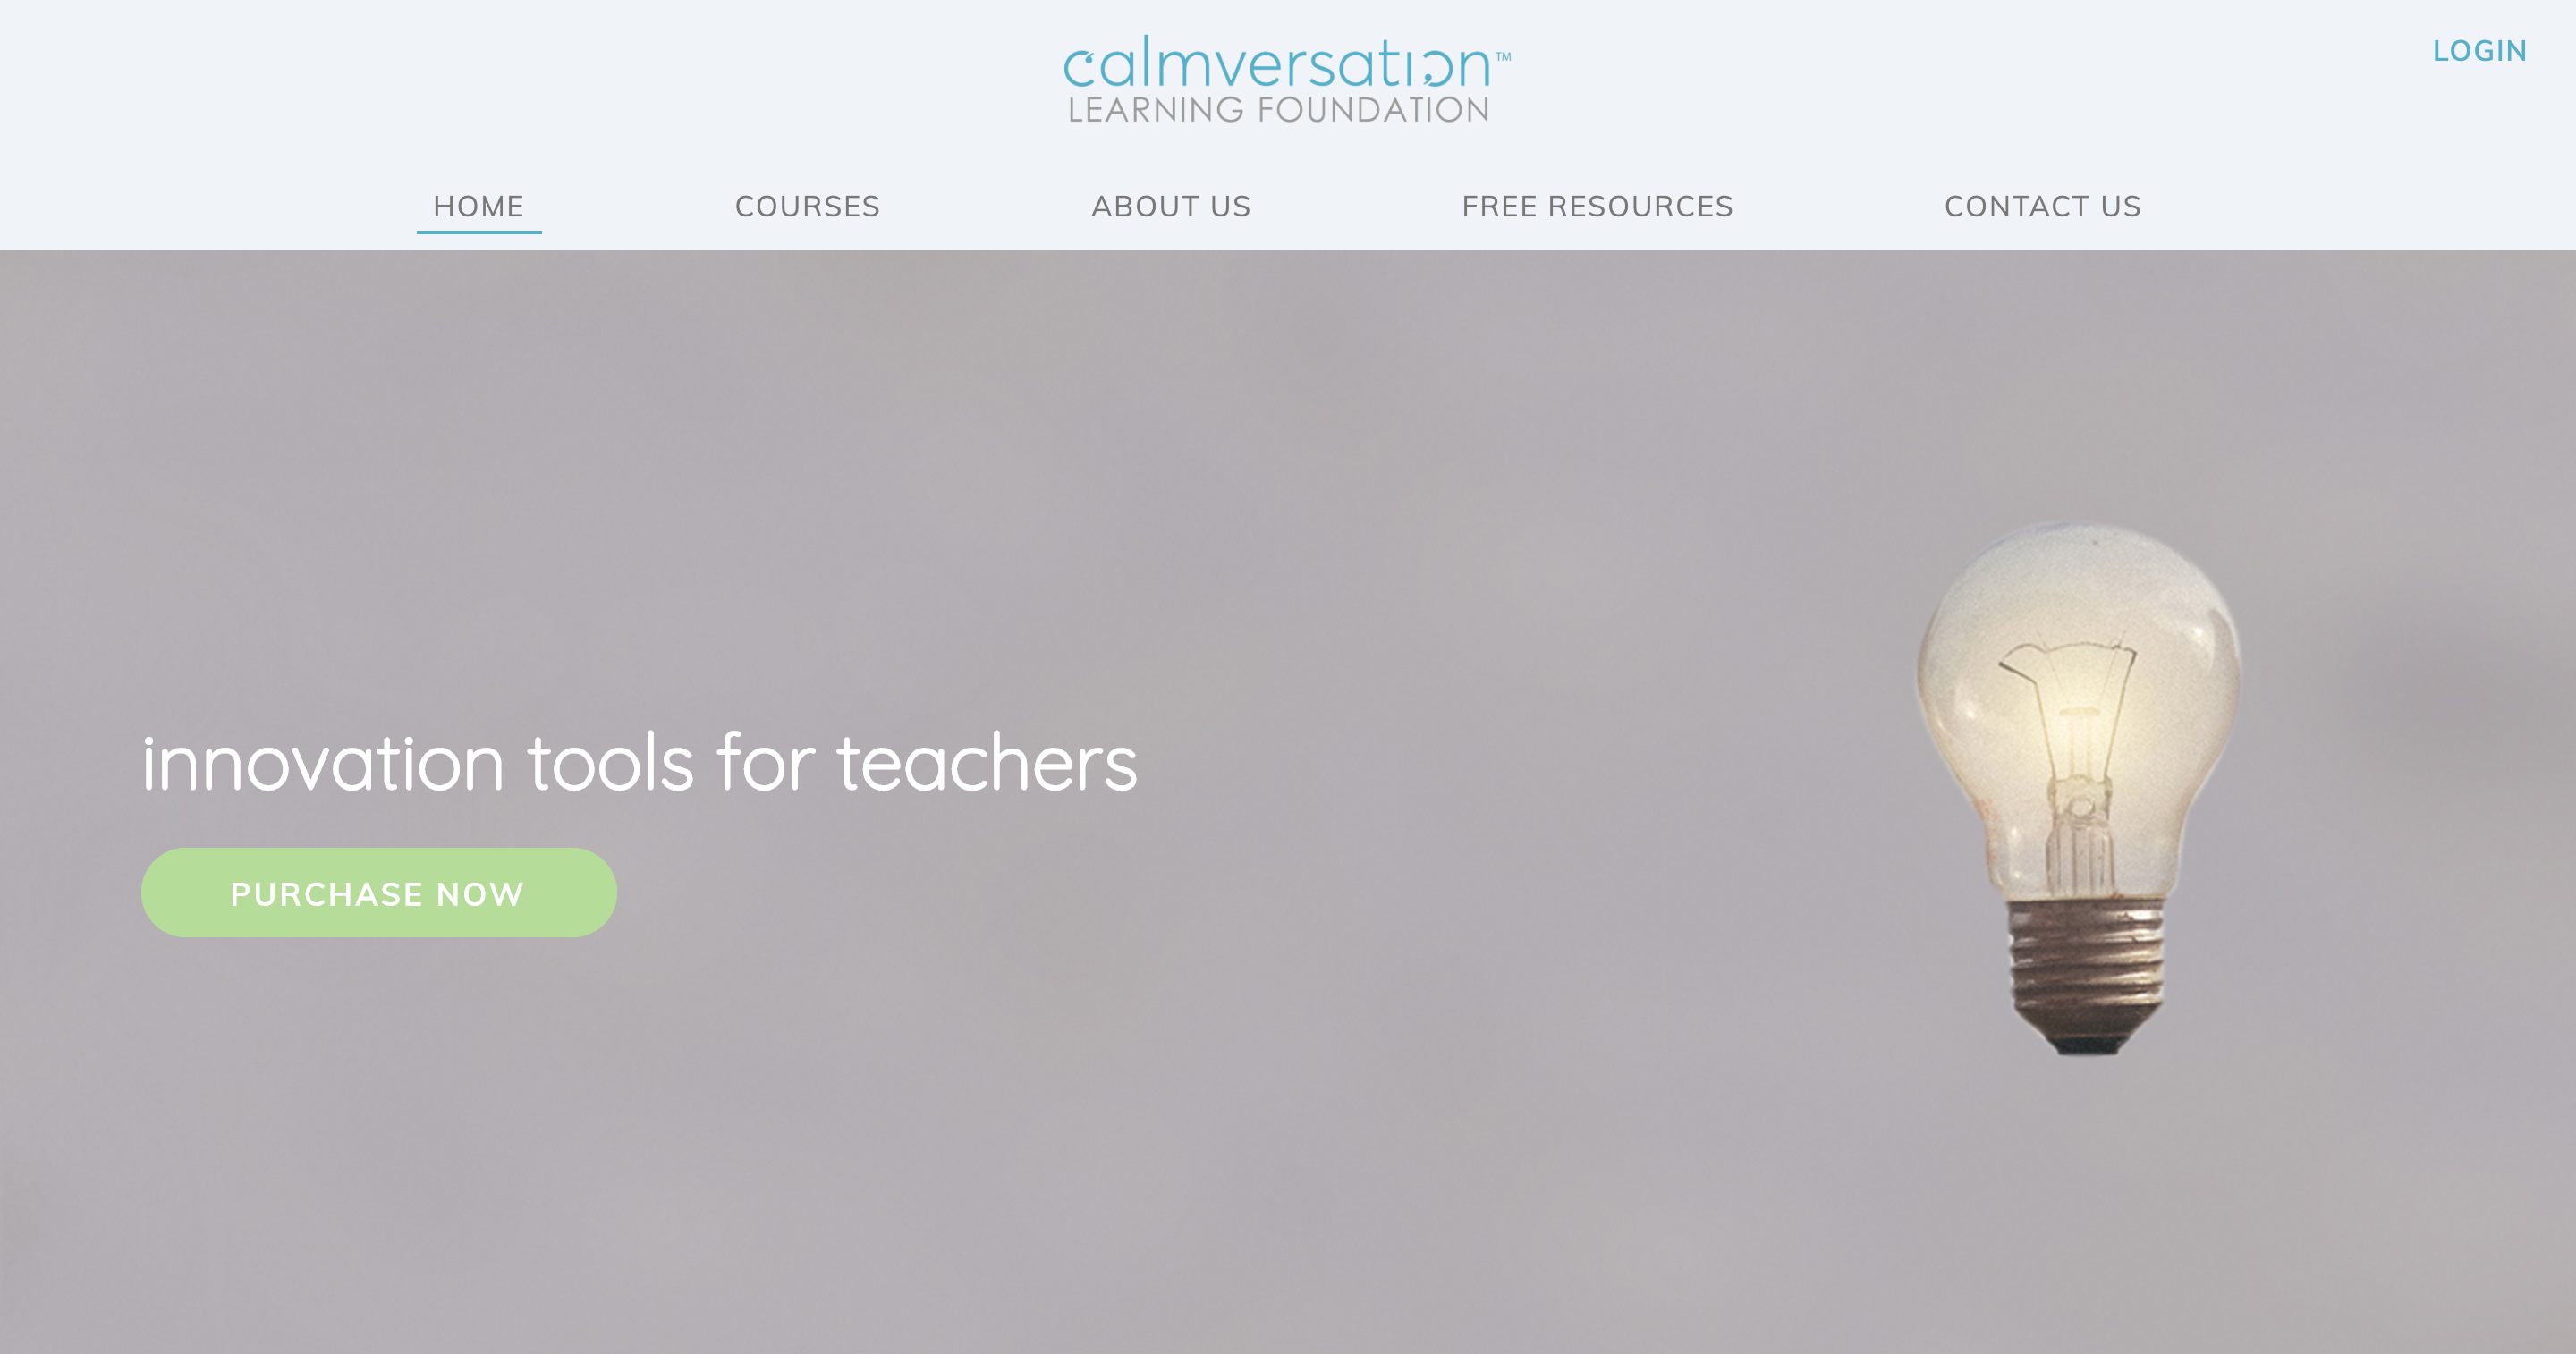 calmversation™
LEARNING FOUNDATION
LOGIN
HOME
COURSES
ABOUT US
FREE RESOURCES
CONTACT US
innovation tools for teachers
PURCHASE NOW